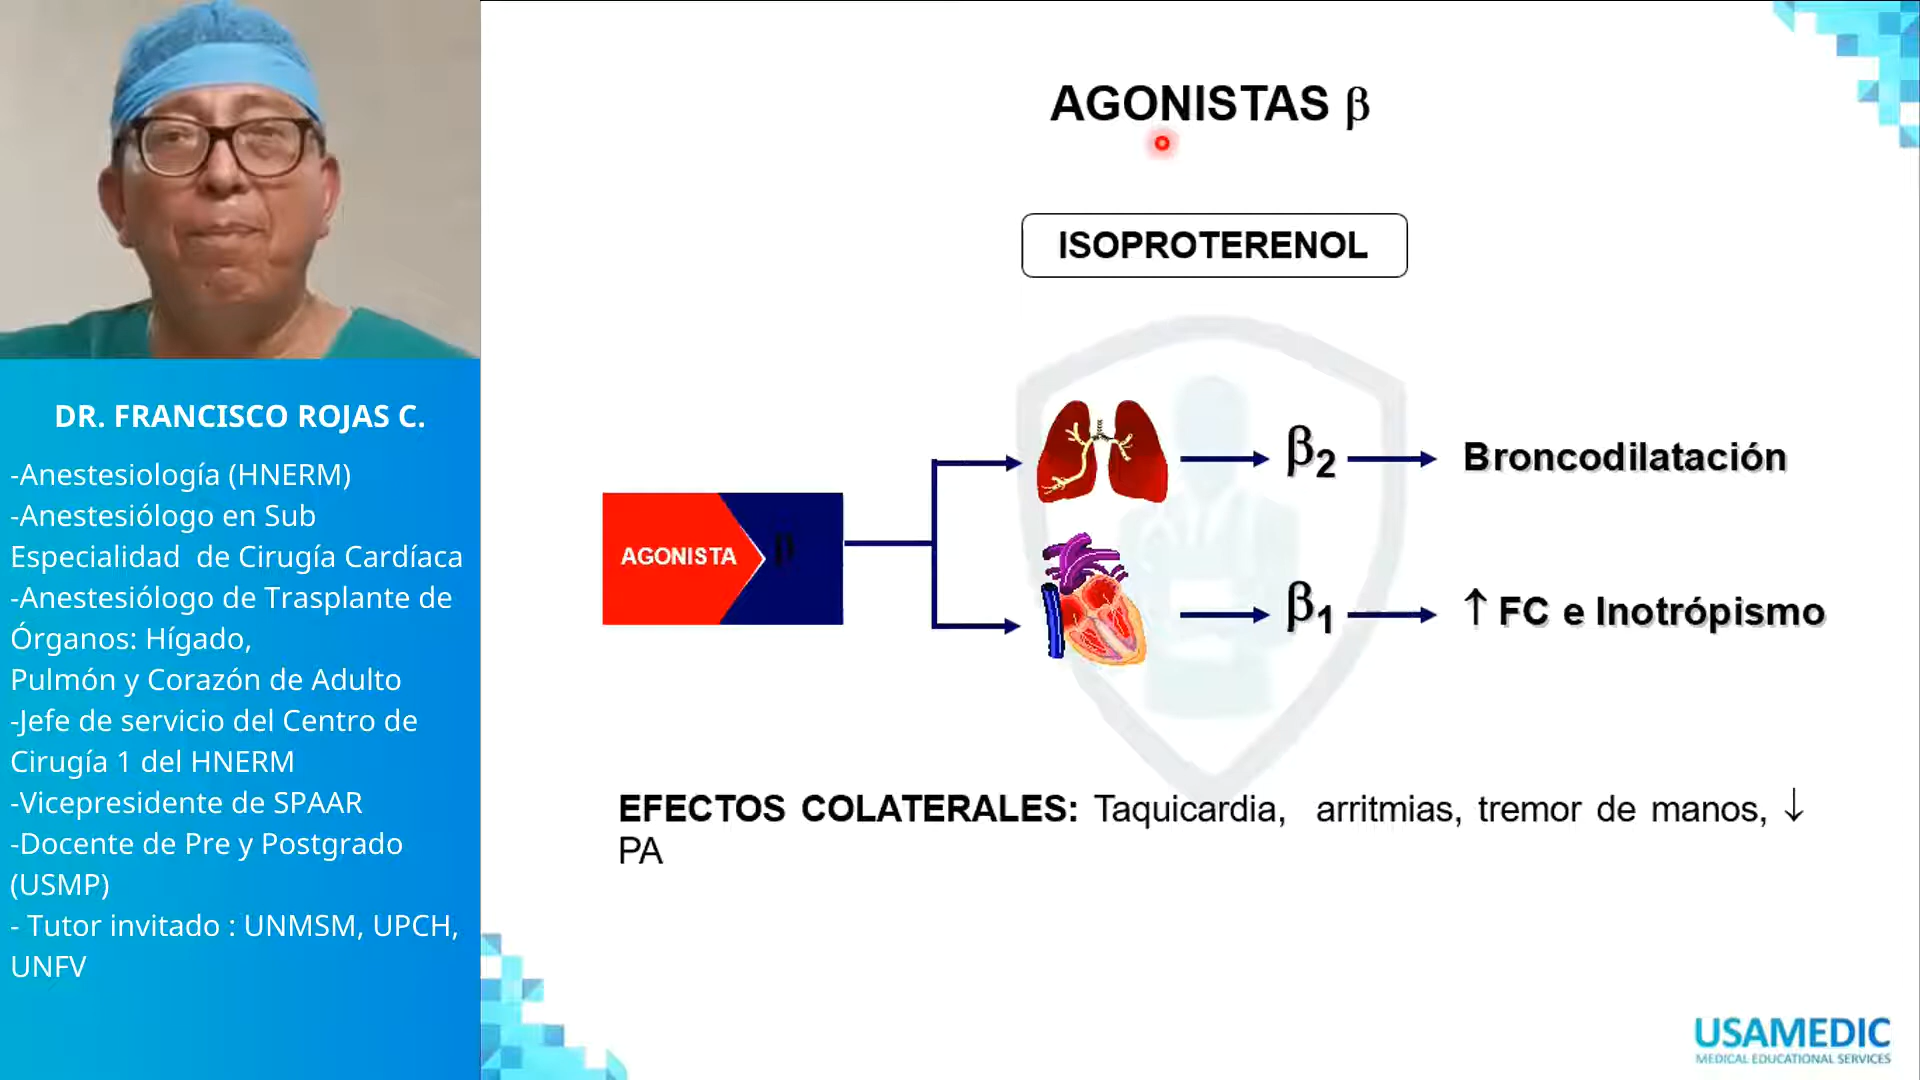 DR. FRANCISCO ROJAS C.
-Anestesiología (HNERM)
-Anestesiólogo en Sub
Especialidad  de Cirugía Cardíaca
-Anestesiólogo de Trasplante de
Órganos: Hígado,
Pulmón y Corazón de Adulto
-Jefe de servicio del Centro de
Cirugía 1 del HNERM
-Vicepresidente de SPAAR
-Docente de Pre y Postgrado
(USMP)
- Tutor invitado : UNMSM, UPCH,
UNFV
AGONISTAS β
ISOPROTERENOL
β2 Broncodilatación
AGONISTA β
β1 ↑ FC e Inotrópismo
EFECTOS COLATERALES: Taquicardia, arritmias, tremor de manos, ↓
PA
USAMEDIC
MEDICAL EDUCATIONAL SERVICES